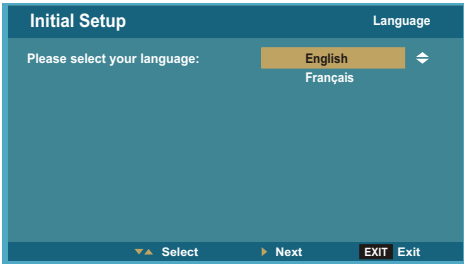 Initial Setup Language
Please select your language: English
Français
Select Next EXIT Exit